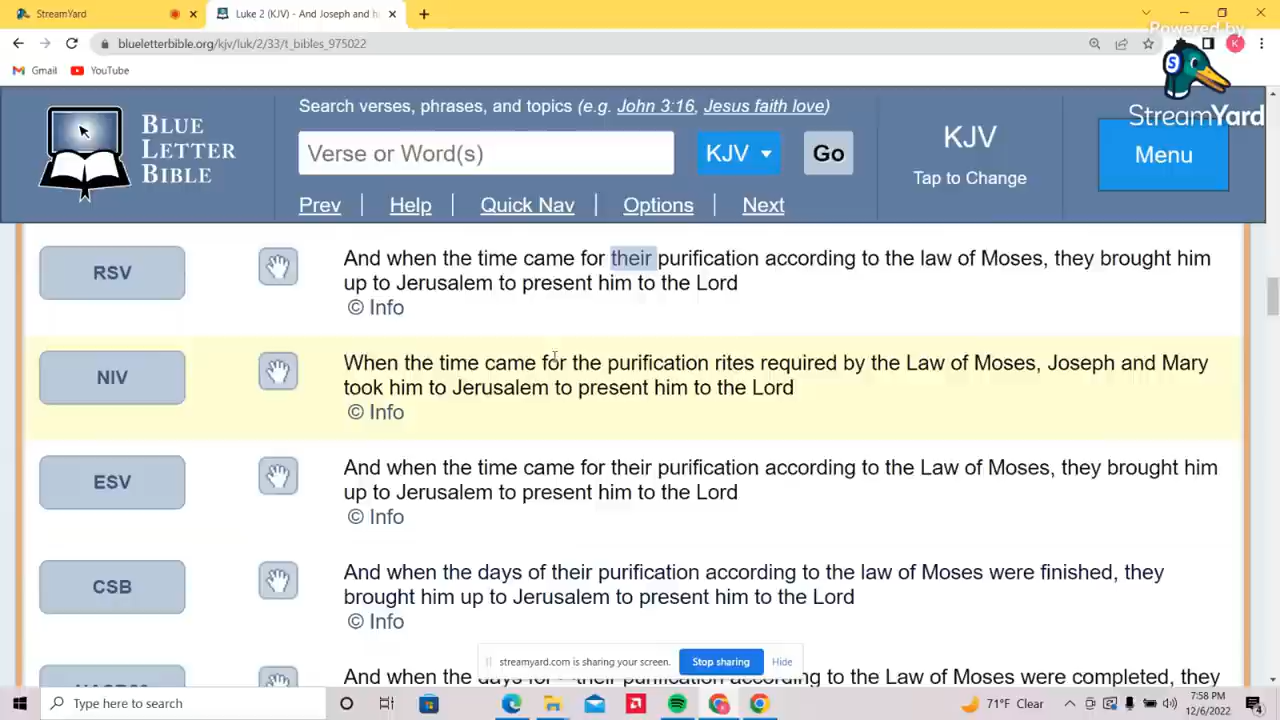 StreamYard
Luke 2 (KJV) - And Joseph and h
blueletterbible.org/kjv/luk/2/33/t_bibles_975022
K
Gmail
YouTube
Powered by
StreamYard
BLUE
LETTER
BIBLE
Search verses, phrases, and topics (e.g. John 3:16, Jesus faith love)
Verse or Word(s)
KJV
Go
Prev | Help | Quick Nav | Options | Next
KJV
Tap to Change
Menu
RSV
And when the time came for their purification according to the law of Moses, they brought him
up to Jerusalem to present him to the Lord
© Info
NIV
When the time came for the purification rites required by the Law of Moses, Joseph and Mary
took him to Jerusalem to present him to the Lord
© Info
ESV
And when the time came for their purification according to the Law of Moses, they brought him
up to Jerusalem to present him to the Lord
© Info
CSB
And when the days of their purification according to the law of Moses were finished, they
brought him up to Jerusalem to present him to the Lord
© Info
And when the days for their purification according to the Law of Moses were completed, they
streamyard.com is sharing your screen.
Stop sharing
Hide
Type here to search
71°F Clear
7:58 PM
12/6/2022
4